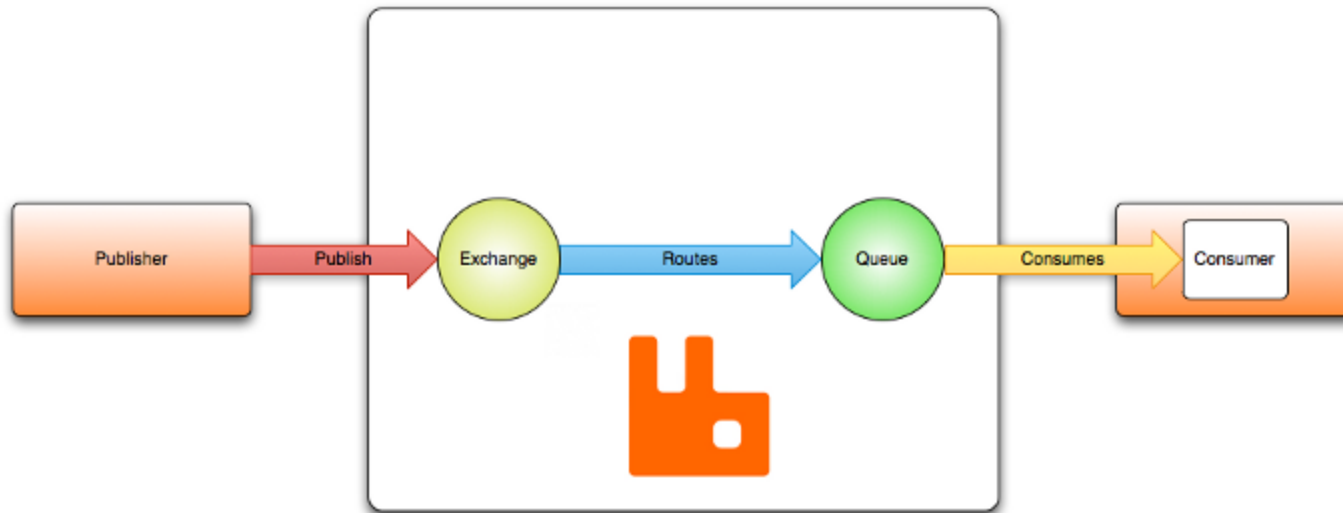 Publisher
Publish
Exchange
Routes
Queue
Consumes
Consumer